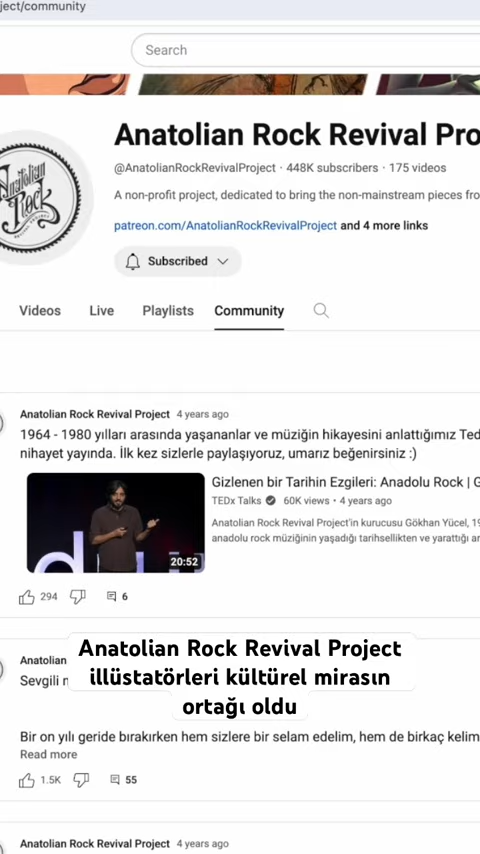 ject/community
Search
Anatolian Rock Revival Pro
@AnatolianRockRevivalProject · 448K subscribers · 175 videos
A non-profit project, dedicated to bring the non-mainstream pieces fro
patreon.com/AnatolianRockRevivalProject and 4 more links
Subscribed
Anatolian
Rock
Videos Live Playlists Community
Anatolian Rock Revival Project 4 years ago
1964 - 1980 yılları arasında yaşananlar ve müziğin hikayesini anlattığımız Ted
nihayet yayında. İlk kez sizlerle paylaşıyoruz, umarız beğenirsiniz :)
Gizlenen bir Tarihin Ezgileri: Anadolu Rock | G
TEDx Talks 60K views • 4 years ago
Anatolian Rock Revival Project'in kurucusu Gökhan Yücel, 19
anadolu rock müziğinin yaşadığı tarihsellikten ve yarattığı ar
20:52
294 6
Anatolian
Sevgili
Anatolian Rock Revival Project
illüstatörleri kültürel mirasın
ortağı oldu
Bir on yılı geride bırakırken hem sizlere bir selam edelim, hem de birkaç kelim
Read more
1.5K 55
Anatolian Rock Revival Project 4 years ago